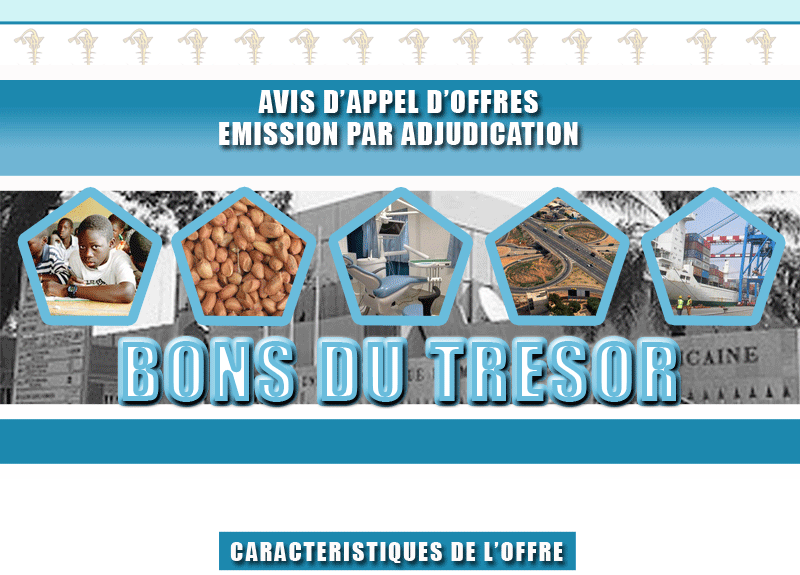 AVIS D'APPEL D'OFFRES
EMISSION PAR ADJUDICATION
BONS DU TRESOR
CAINE
CARACTERISTIQUES DE L'OFFRE